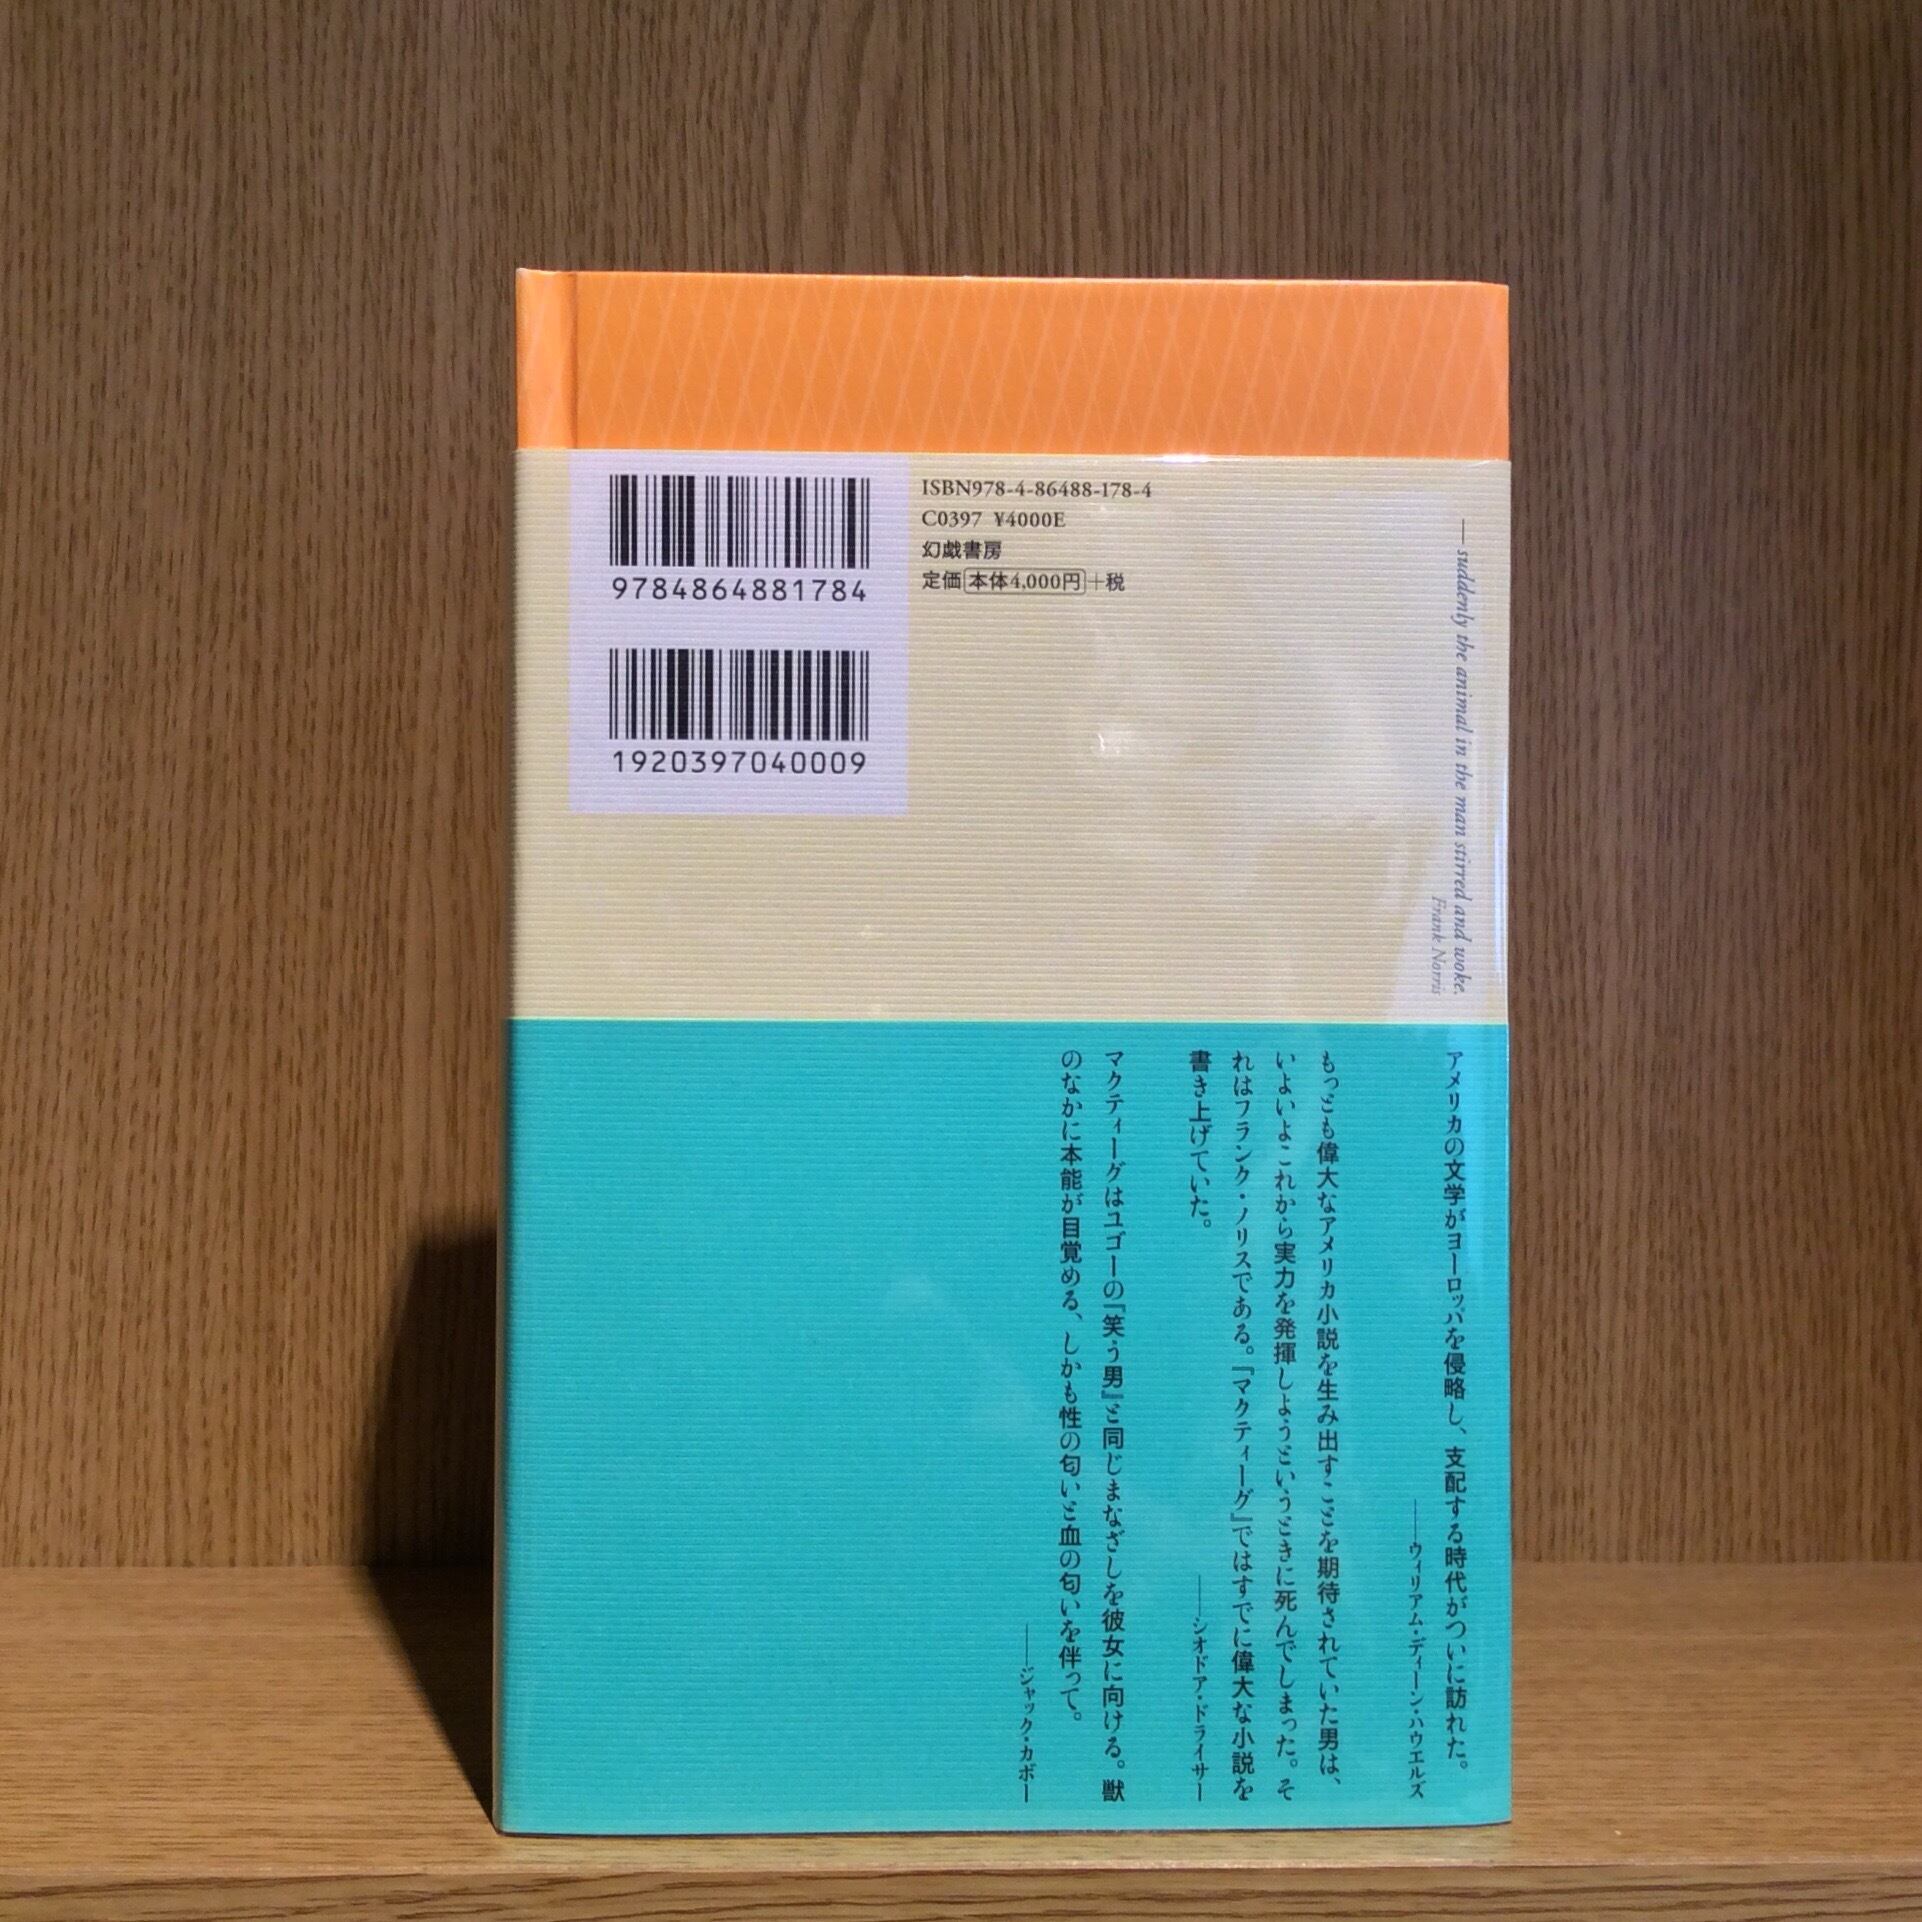 9784864881784
1920397040009
ISBN978-4-86488-178-4
C0397 ¥4000E
幻戯書房
定価本体4,000円+税
—suddenly the animal in the man stirred and woke.
Frank Norris
アメリカの文学がヨーロッパを侵略し、支配する時代がついに訪れた。
——ウィリアム・ディーン・ハウエルズ
もっとも偉大なアメリカ小説を生み出すことを期待されていた男は、
いよいよこれから実力を発揮しようというときに死んでしまった。そ
れはフランク・ノリスである。『マクティーグ』ではすでに偉大な小説を
書き上げていた。
——シオドア・ドライサー
マクティーグはユゴーの『笑う男』と同じまなざしを彼女に向ける。獣
のなかに本能が目覚める、しかも性の匂いと血の匂いを伴って。
——ジャック・カボー